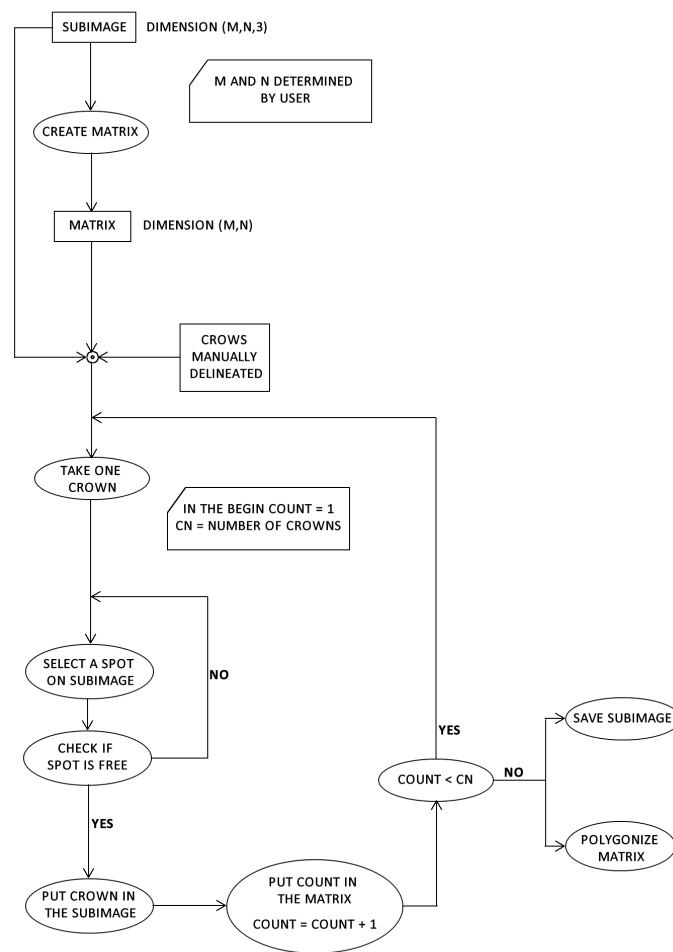 SUBIMAGE
DIMENSION (M,N,3)
M AND N DETERMINED
BY USER
CREATE MATRIX
MATRIX
DIMENSION (M,N)
CROWS
MANUALLY
DELINEATED
TAKE ONE
CROWN
IN THE BEGIN COUNT = 1
CN = NUMBER OF CROWNS
SELECT A SPOT
ON SUBIMAGE
NO
CHECK IF
SPOT IS FREE
YES
PUT CROWN IN
THE SUBIMAGE
PUT COUNT IN
THE MATRIX
COUNT = COUNT + 1
YES
COUNT < CN
NO
SAVE SUBIMAGE
POLYGONIZE
MATRIX